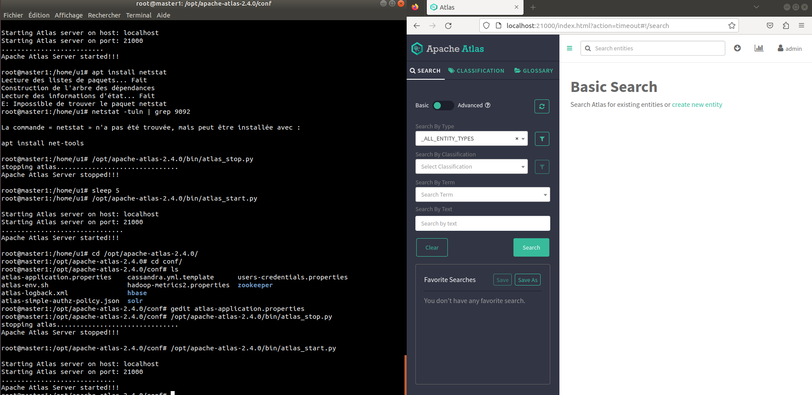 root@master1: /opt/apache-atlas-2.4.0/conf
Fichier Édition Affichage Rechercher Terminal Aide
Starting Atlas server on host: localhost
Starting Atlas server on port: 21000
..........................
Apache Atlas Server started!!!
root@master1:/home/u1# apt install netstat
Lecture des listes de paquets... Fait
Construction de l'arbre des dépendances
Lecture des informations d'état... Fait
E: Impossible de trouver le paquet netstat
root@master1:/home/u1# netstat -tuln | grep 9092
La commande « netstat » n'a pas été trouvée, mais peut être installée avec :
apt install net-tools
root@master1:/home/u1# /opt/apache-atlas-2.4.0/bin/atlas_stop.py
stopping atlas...............................
Apache Atlas Server stopped!!!
root@master1:/home/u1# sleep 5
root@master1:/home/u1# /opt/apache-atlas-2.4.0/bin/atlas_start.py
Starting Atlas server on host: localhost
Starting Atlas server on port: 21000
...............................
Apache Atlas Server started!!!
root@master1:/home/u1# cd /opt/apache-atlas-2.4.0/
root@master1:/opt/apache-atlas-2.4.0# cd conf/
root@master1:/opt/apache-atlas-2.4.0/conf# ls
atlas-application.properties cassandra.yml.template users-credentials.properties
atlas-env.sh hadoop-metrics2.properties zookeeper
atlas-logback.xml hbase
atlas-simple-authz-policy.json solr
root@master1:/opt/apache-atlas-2.4.0/conf# gedit atlas-application.properties
root@master1:/opt/apache-atlas-2.4.0/conf# /opt/apache-atlas-2.4.0/bin/atlas_stop.py
stopping atlas...............................
Apache Atlas Server stopped!!!
root@master1:/opt/apache-atlas-2.4.0/conf# /opt/apache-atlas-2.4.0/bin/atlas_start.py
Starting Atlas server on host: localhost
Starting Atlas server on port: 21000
.............................
Apache Atlas Server started!!!
root@master1:/opt/apache-atlas-2.4.0/conf#
Atlas
localhost:21000/index.html?action=timeout#!/search
Apache Atlas
SEARCH CLASSIFICATION GLOSSARY
Basic Advanced
Search By Type
_ALL_ENTITY_TYPES
Search By Classification
Select Classification
Search By Term
Search Term
Search By Text
Search by text
Clear Search
Favorite Searches Save Save As
You don't have any favorite search.
Search entities
admin
Basic Search
Search Atlas for existing entities or create new entity